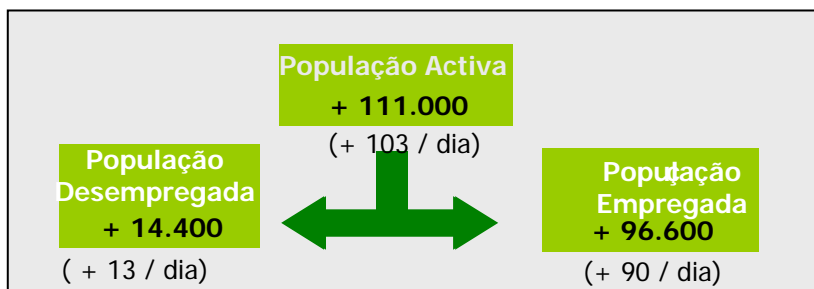 População Activa
+ 111.000
(+ 103 / dia)
População
Desempregada
+ 14.400
( + 13 / dia)
População
Empregada
+ 96.600
(+ 90 / dia)